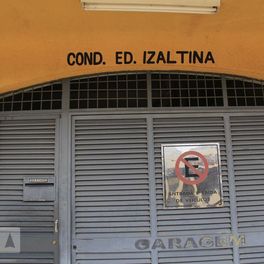 COND. ED. IZALTINA
E
ENTRADA E SAÍDA
DE VEÍCULOS
GARAGEM